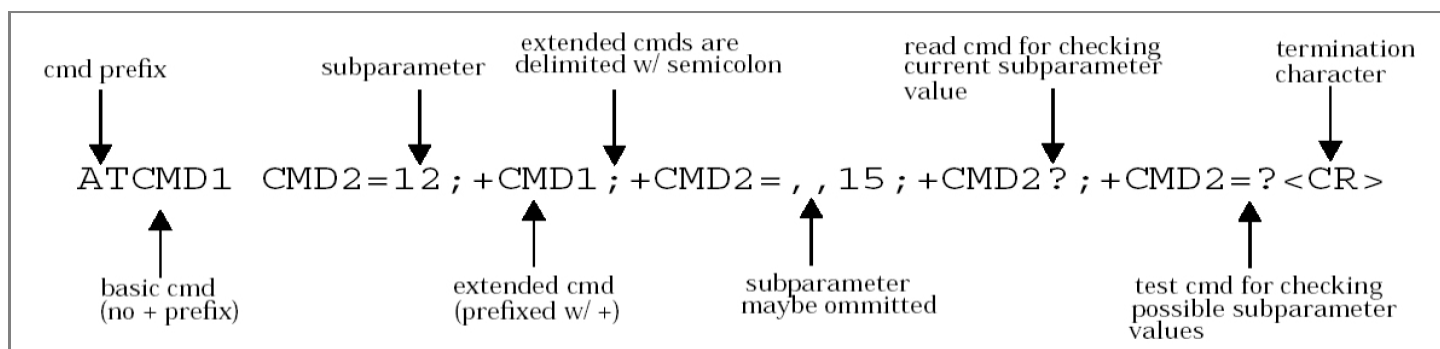 cmd prefix
subparameter
extended cmds are
delimited w/ semicolon
read cmd for checking
current subparameter
value
termination
character
ATCMD1 CMD2=12;+CMD1;+CMD2=,,15;+CMD2?;+CMD2=?<CR>
basic cmd
(no + prefix)
extended cmd
(prefixed w/ +)
subparameter
maybe ommitted
test cmd for checking
possible subparameter
values